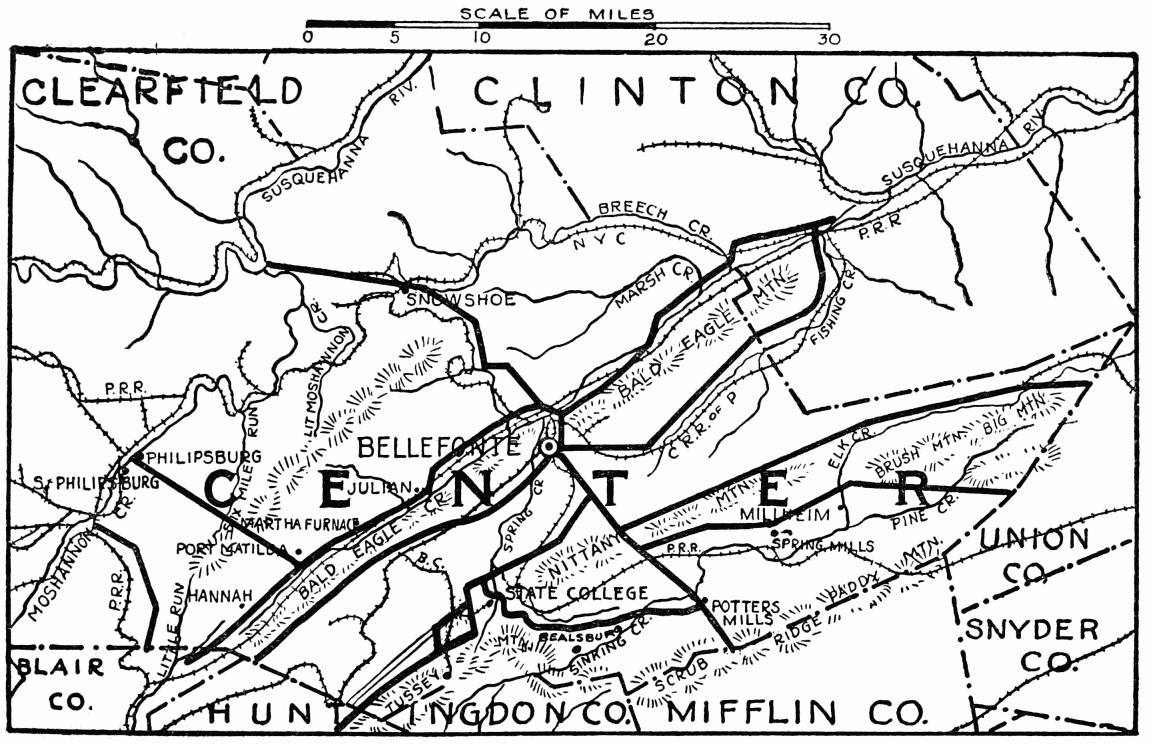 SCALE OF MILES
0 5 10 20 30
CLEARFIELD
CO.
CLINTON CO.
RIV.
SUSQUEHANNA
SUSQUEHANNA RIV.
BREECH CR.
N Y C
P.R.R
MARSH CR.
SNOWSHOE
CR.
LIT MOSHANNON
BALD EAGLE MTN.
FISHING CR.
C R.R OF P
P.R.R.
BELLEFONTE
PHILIPSBURG
S. PHILIPSBURG
CR.
MOSHANNON
SIX MILE RUN
JULIAN
CENTER
MARTHA FURNACE
PORT MATILDA
BALD EAGLE CR.
SPRING CR.
B.S.
ELK CR.
BRUSH MTN. BIG MTN.
NITTANY MTN.
MILLHEIM
PINE CR.
SPRING MILLS
P.R.R.
UNION
CO.
P.R.R.
HANNAH
LITTLE RUN
STATE COLLEGE
BEALSBURG
SINKING CR.
POTTERS
MILLS
TUSSEY MTN.
SCRUB RIDGE PADDY MTN.
SNYDER
CO.
BLAIR
CO.
HUNTINGDON CO.
MIFFLIN CO.